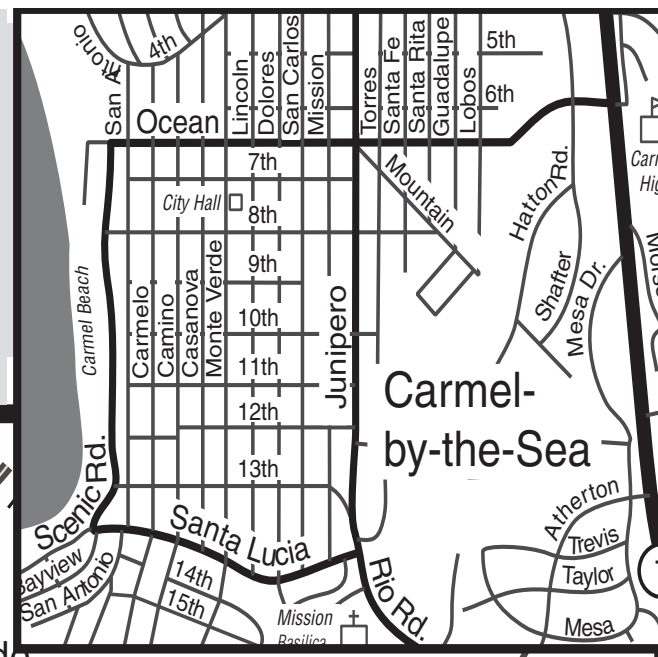 San Antonio
4th
5th
6th
Ocean
Lincoln
Dolores
San Carlos
Mission
Torres
Santa Fe
Santa Rita
Guadalupe
Lobos
7th
City Hall
8th
Mountain
Hatton Rd.
Shafter
Mesa Dr.
Carmel Beach
9th
Carmelo
Camino
Casanova
Monte Verde
10th
Junipero
11th
12th
13th
Carmel-
by-the-Sea
Scenic Rd.
Santa Lucia
Bayview
San Antonio
14th
15th
Mission
Basilica
Rio Rd.
Atherton
Trevis
Taylor
Mesa